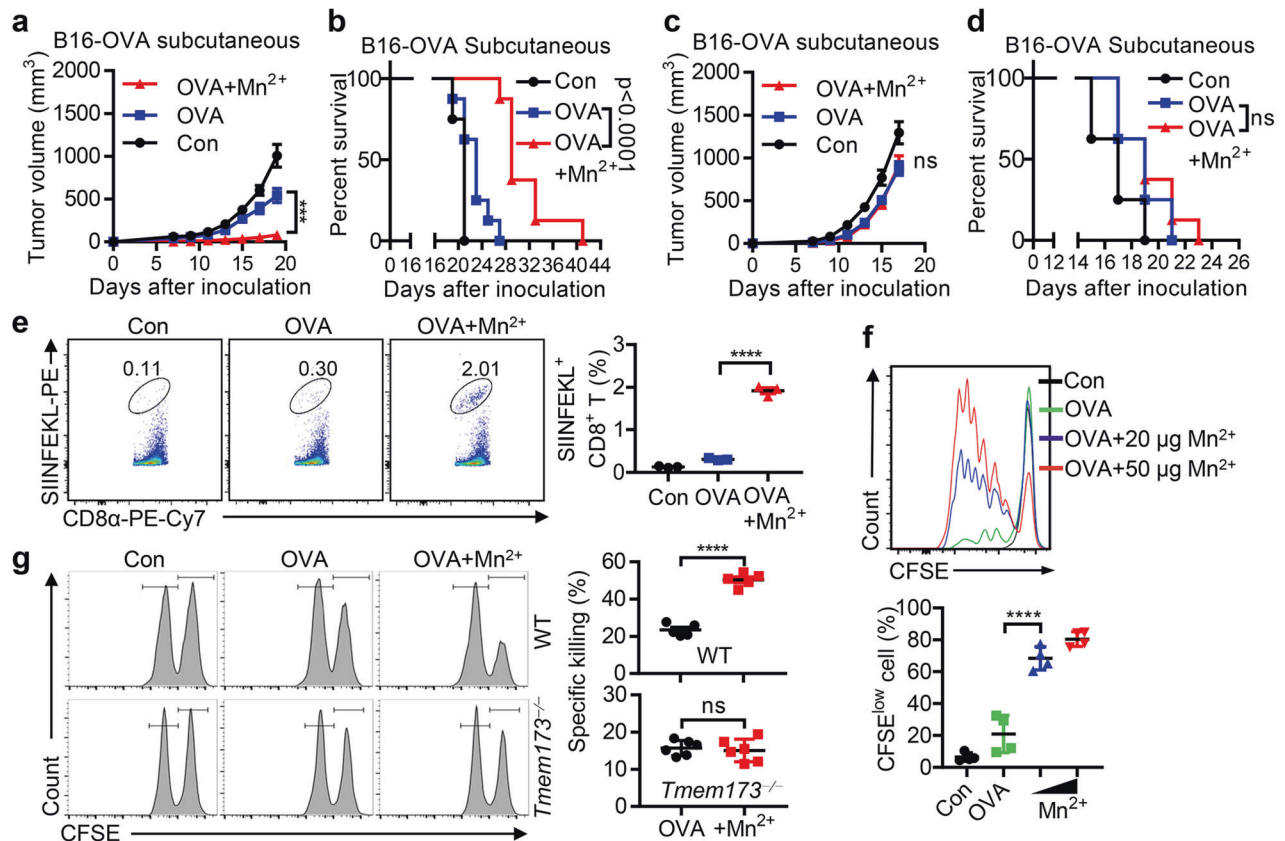 a
B16-OVA subcutaneous
Tumor volume (mm³)
2000
1500
1000
500
0
OVA+Mn²⁺
OVA
Con
***
0 5 10 15 20
Days after inoculation
b
B16-OVA Subcutaneous
Percent survival
100
50
0
Con
OVA
OVA
+Mn²⁺
p<0.0001
0 16 16 20 24 28 32 36 40 44
Days after inoculation
c
B16-OVA subcutaneous
Tumor volume (mm³)
2000
1500
1000
500
0
OVA+Mn²⁺
OVA
Con
ns
0 5 10 15 20
Days after inoculation
d
B16-OVA Subcutaneous
Percent survival
100
50
0
Con
OVA
OVA
+Mn²⁺
ns
0 12 14 16 18 20 22 24 26
Days after inoculation
e
Con OVA OVA+Mn²⁺
SIINFEKL-PE
0.11 0.30 2.01
CD8α-PE-Cy7
SIINFEKL⁺
CD8⁺ T (%)
3
2
1
0
****
Con OVA OVA
+Mn²⁺
f
Count
CFSE
Con
OVA
OVA+20 μg Mn²⁺
OVA+50 μg Mn²⁺
CFSEˡᵒʷ cell (%)
100
80
60
40
20
0
****
Con OVA Mn²⁺
g
Con OVA OVA+Mn²⁺
WT
Tmem173⁻/⁻
Count
CFSE
Specific killing (%)
60
40
20
0
****
WT
30
20
15
10
5
0
ns
Tmem173⁻/⁻
OVA +Mn²⁺